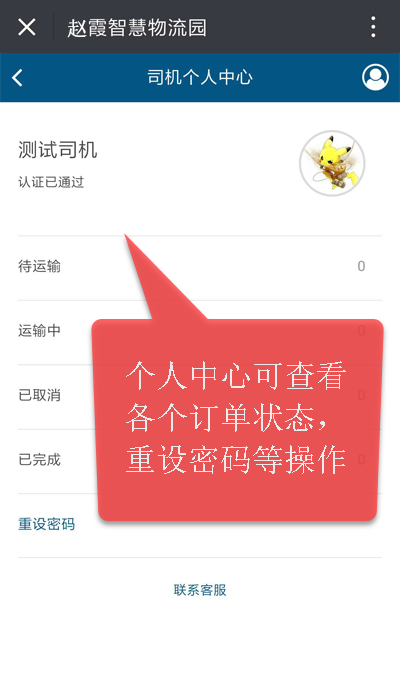 赵霞智慧物流园
司机个人中心
测试司机
认证已通过
待运输 0
运输中
已取消
已完成
个人中心可查看
各个订单状态，
重设密码等操作
重设密码
联系客服